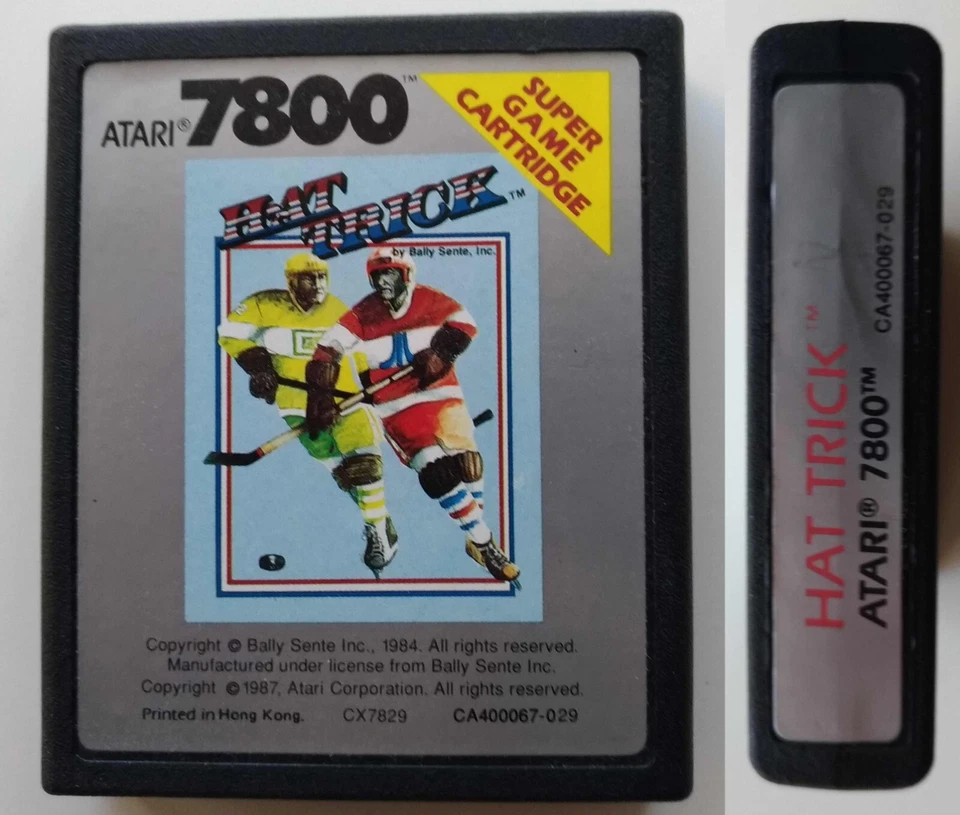 ATARI® 7800™
SUPER
GAME
CARTRIDGE
HAT
TRICK™
by Bally Sente, Inc.
Copyright © Bally Sente Inc., 1984. All rights reserved.
Manufactured under license from Bally Sente Inc.
Copyright © 1987, Atari Corporation. All rights reserved.
Printed in Hong Kong. CX7829 CA400067-029
HAT TRICK™
ATARI® 7800™ CA400067-029